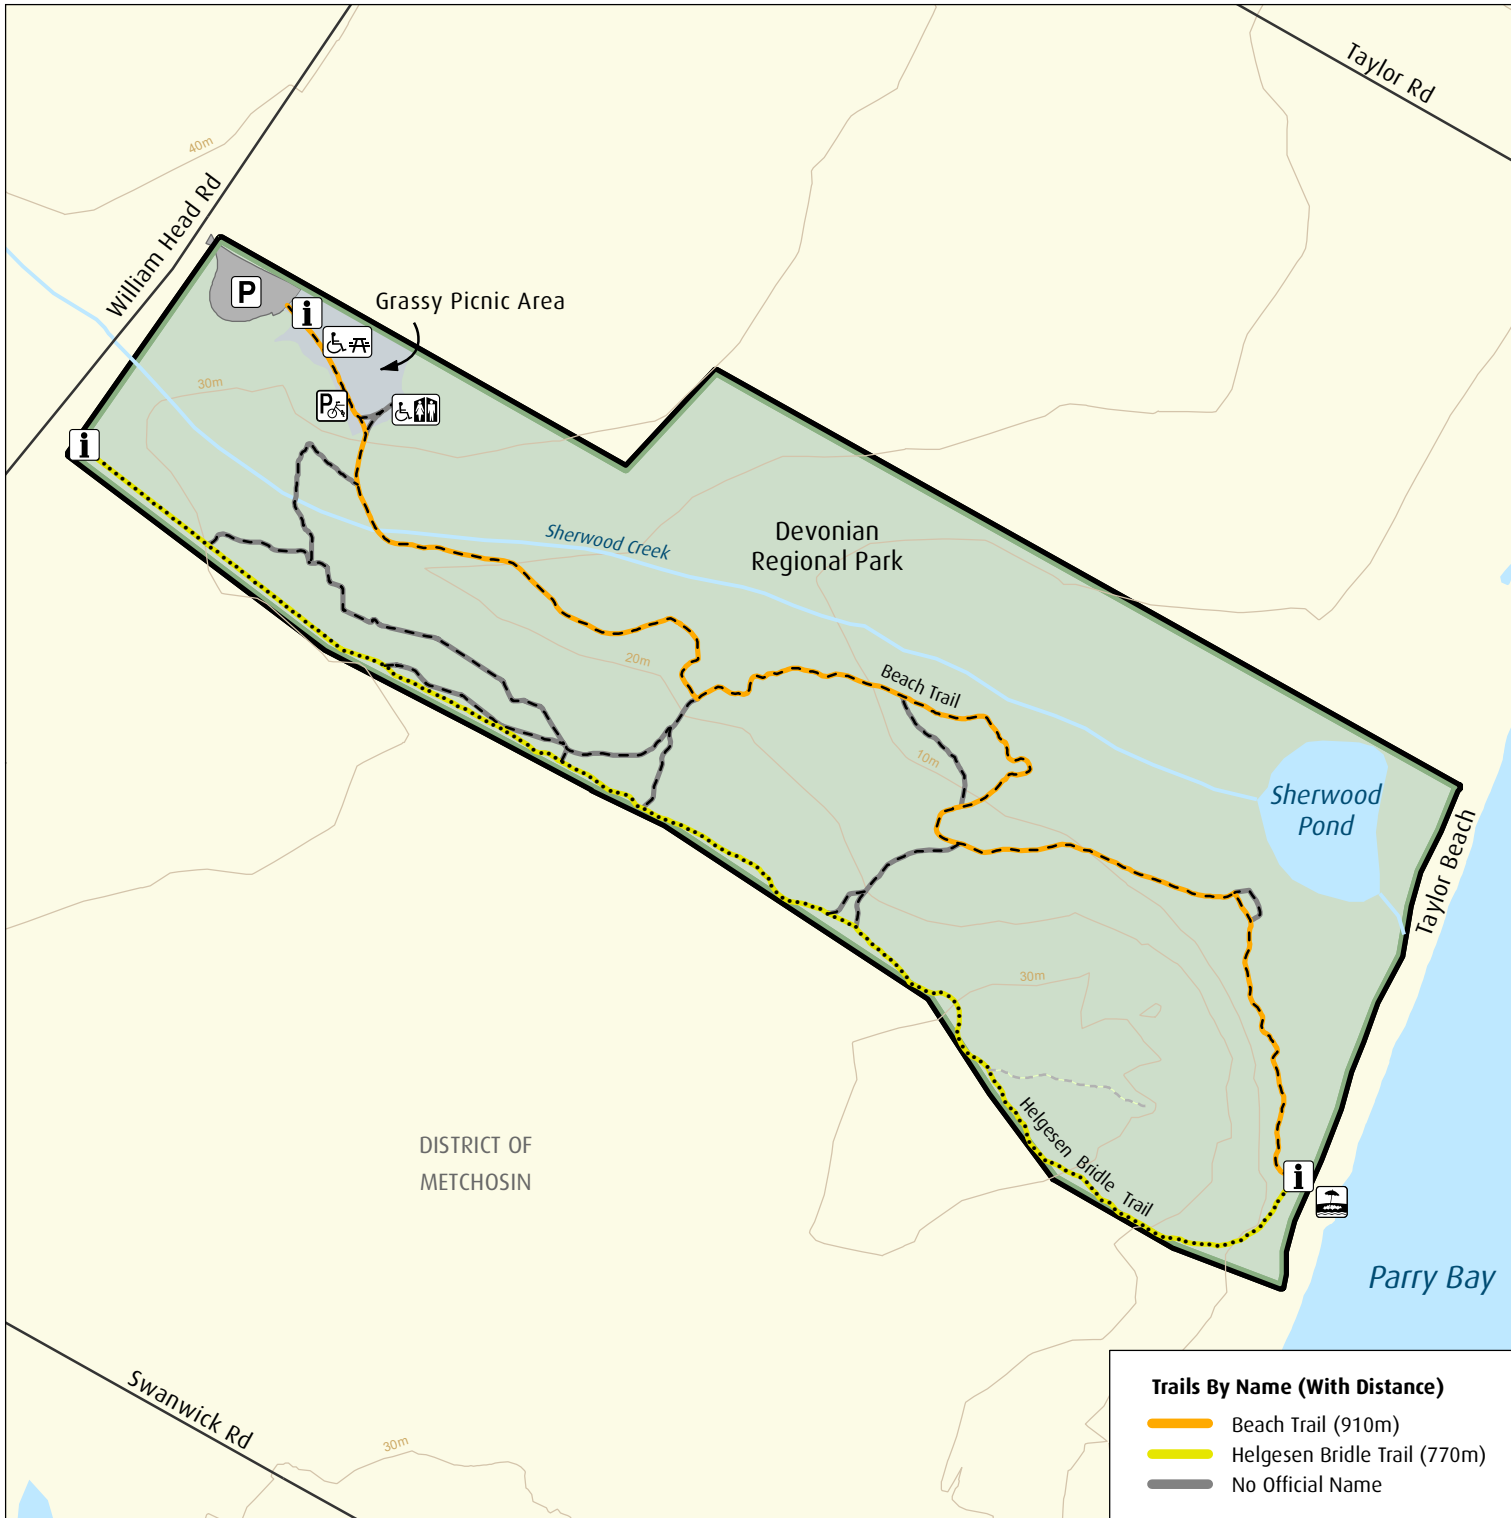 Taylor Rd
40m
William Head Rd
P
i
Grassy Picnic Area
30m
P
i
Sherwood Creek
Devonian
Regional Park
20m
Beach Trail
10m
Sherwood
Pond
Taylor Beach
30m
Helgesen Bridle Trail
DISTRICT OF
METCHOSIN
i
Parry Bay
Swanwick Rd
30m
Trails By Name (With Distance)
Beach Trail (910m)
Helgesen Bridle Trail (770m)
No Official Name